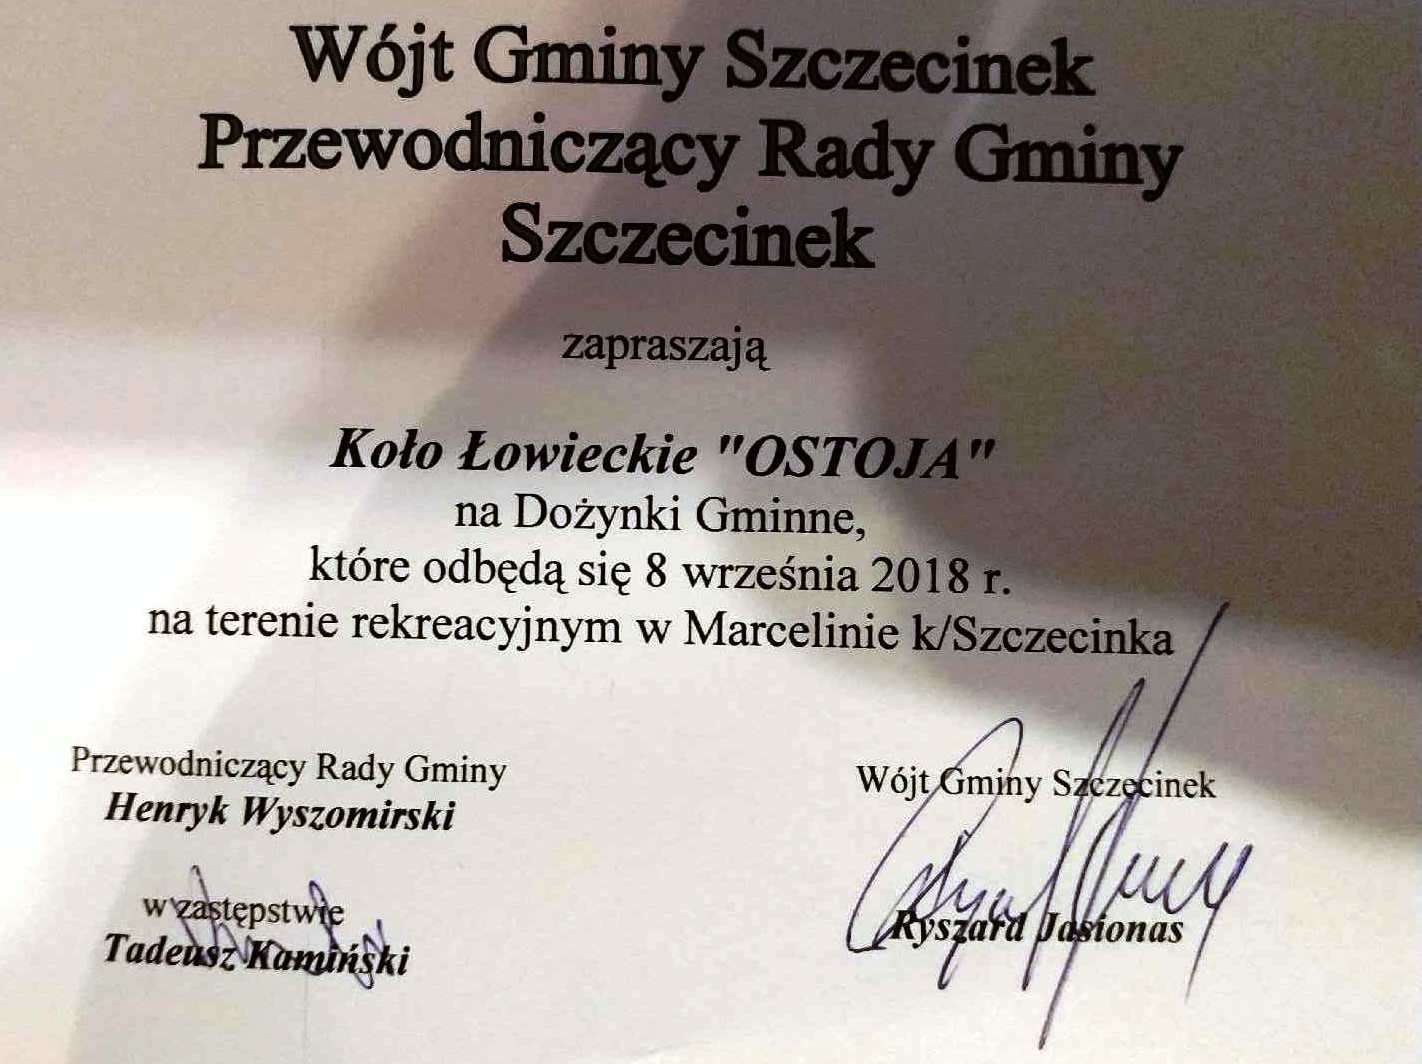 Wójt Gminy Szczecinek
Przewodniczący Rady Gminy
Szczecinek
zapraszają
Koło Łowieckie "OSTOJA"
na Dożynki Gminne,
które odbędą się 8 września 2018 r.
na terenie rekreacyjnym w Marcelinie k/Szczecinka
Przewodniczący Rady Gminy
Henryk Wyszomirski
w zastępstwie
Tadeusz Kamiński
Wójt Gminy Szczecinek
Ryszard Jasionas